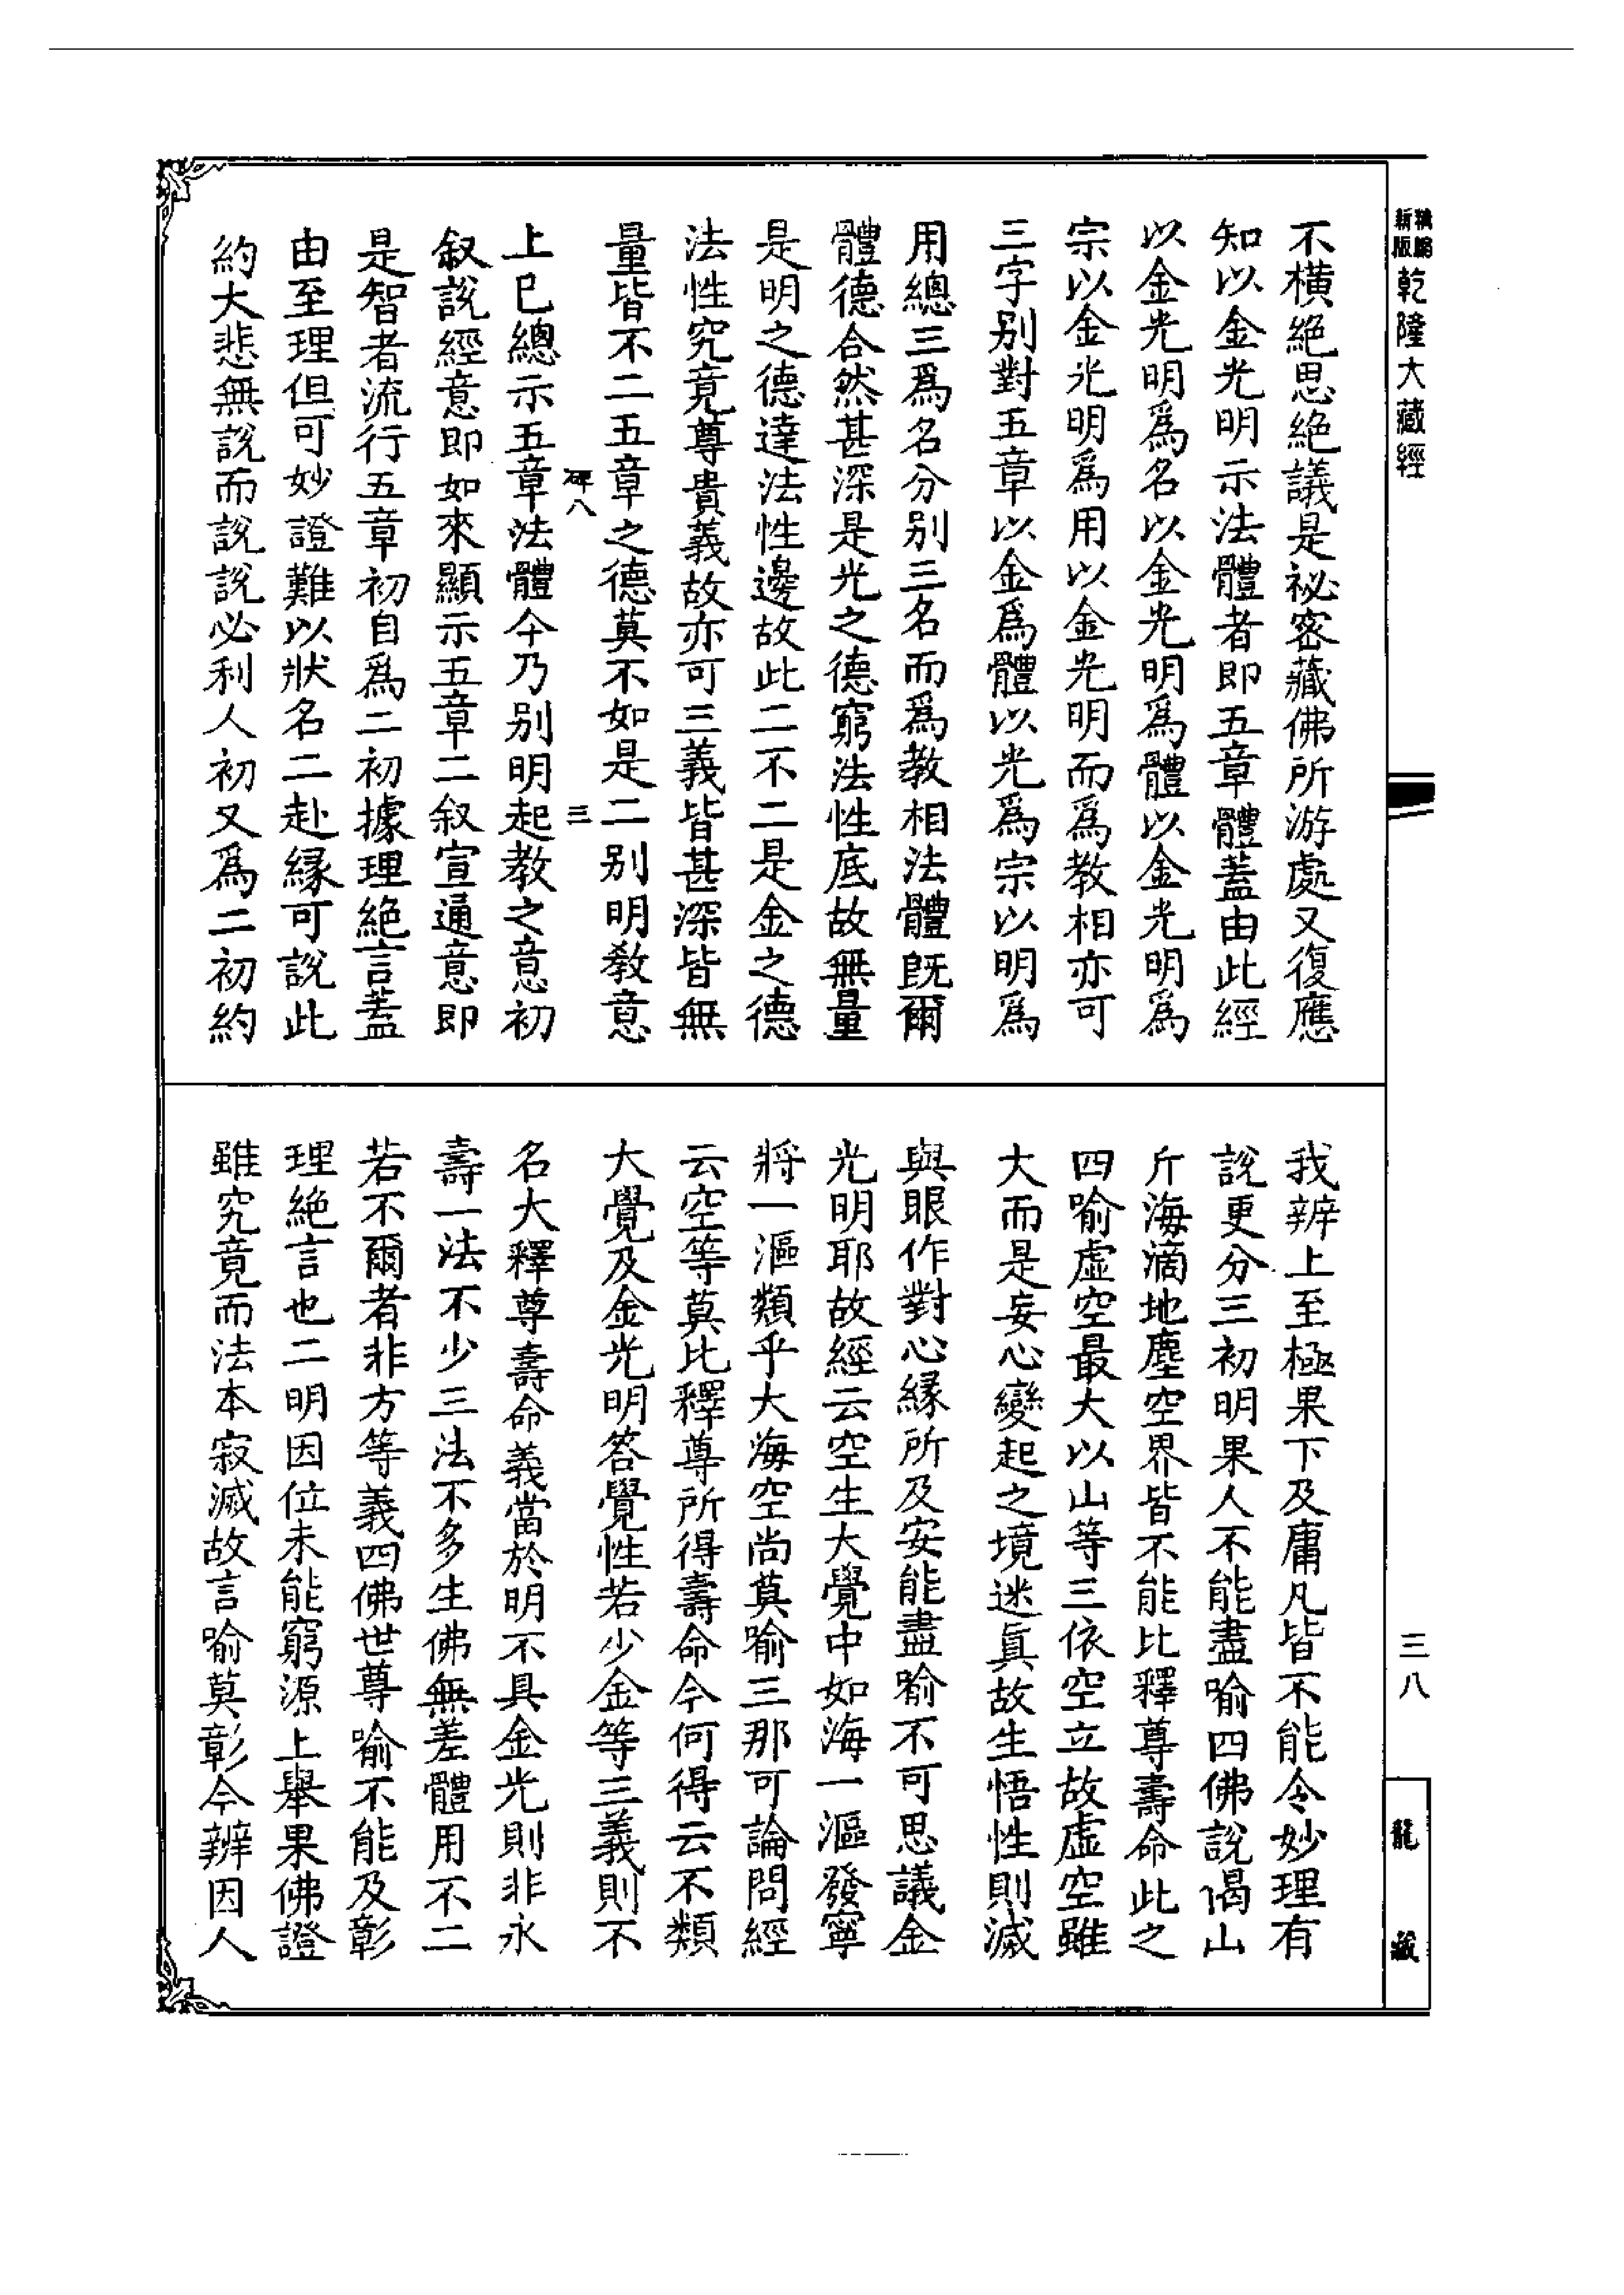 新編
新版
乾隆大藏經
三八
龍藏
不橫絕思絕議是祕密藏佛所游處又復應
知以金光明示法體者即五章體蓋由此經
以金光明爲名以金光明爲體以金光明爲
宗以金光明爲用以金光明而爲教相亦可
三字别對五章以金爲體以光爲宗以明爲
用總三爲名分别三名而爲教相法體旣爾
體德合然甚深是光之德窮法性底故無量
是明之德達法性邊故此二不二是金之德
法性究竟尊貴義故亦可三義皆甚深皆無
量皆不二五章之德莫不如是二别明教意
碑八
三
上已總示五章法體今乃别明起教之意初
叙說經意即如來顯示五章二叙宣通意即
是智者流行五章初自爲二初據理絕言蓋
由至理但可妙證難以狀名二赴緣可說此
約大悲無說而說說必利人初又爲二初約
我辨上至極果下及庸凡皆不能令妙理有
說更分三初明果人不能盡喻四佛說偈山
斤海滴地塵空界皆不能比釋尊壽命此之
四喻虛空最大以山等三依空立故虛空雖
大而是妄心變起之境迷眞故生悟性則滅
與眼作對心緣所及安能盡喻不可思議金
光明耶故經云空生大覺中如海一漚發寧
將一漚類乎大海空尚莫喻三那可論問經
云空等莫比釋尊所得壽命今何得云不類
大覺及金光明答覺性若少金等三義則不
名大釋尊壽命義當於明不具金光則非永
壽一法不少三法不多生佛無差體用不二
若不爾者非方等義四佛世尊喻不能及彰
理絕言也二明因位未能窮源上舉果佛證
雖究竟而法本寂滅故言喻莫彰今辨因人